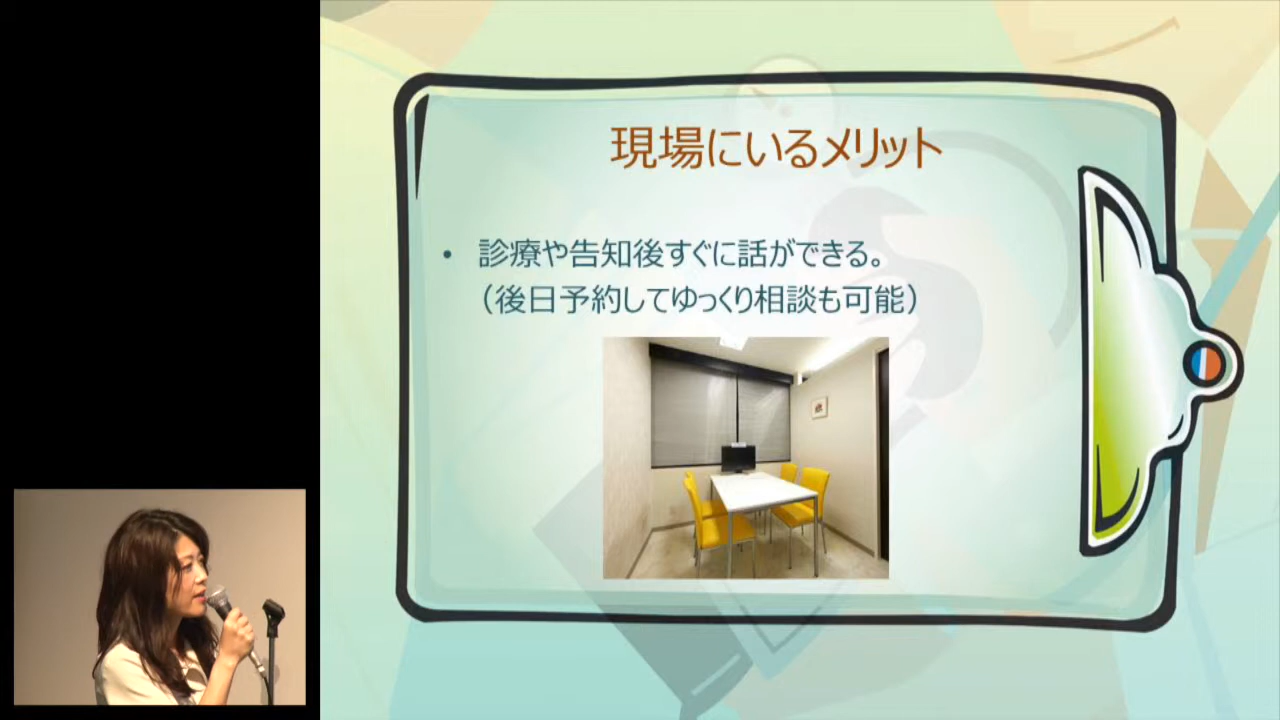 現場にいるメリット
• 診療や告知後すぐに話ができる。
（後日予約してゆっくり相談も可能）